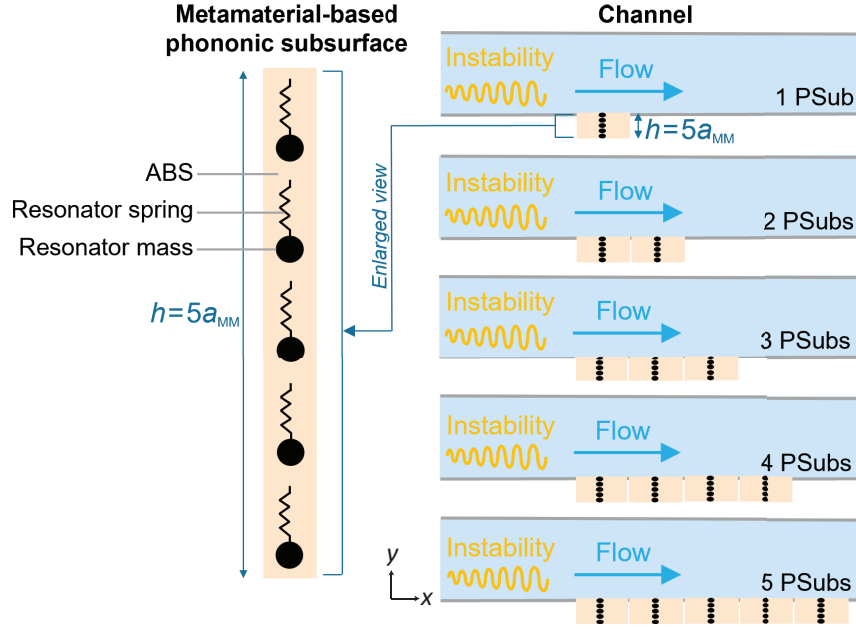 Metamaterial-based
phononic subsurface
ABS
Resonator spring
Resonator mass
h=5aMM
Enlarged view
Channel
Instability
Flow
1 PSub
h=5aMM
Instability
Flow
2 PSubs
Instability
Flow
3 PSubs
Instability
Flow
4 PSubs
Instability
Flow
5 PSubs
y
x